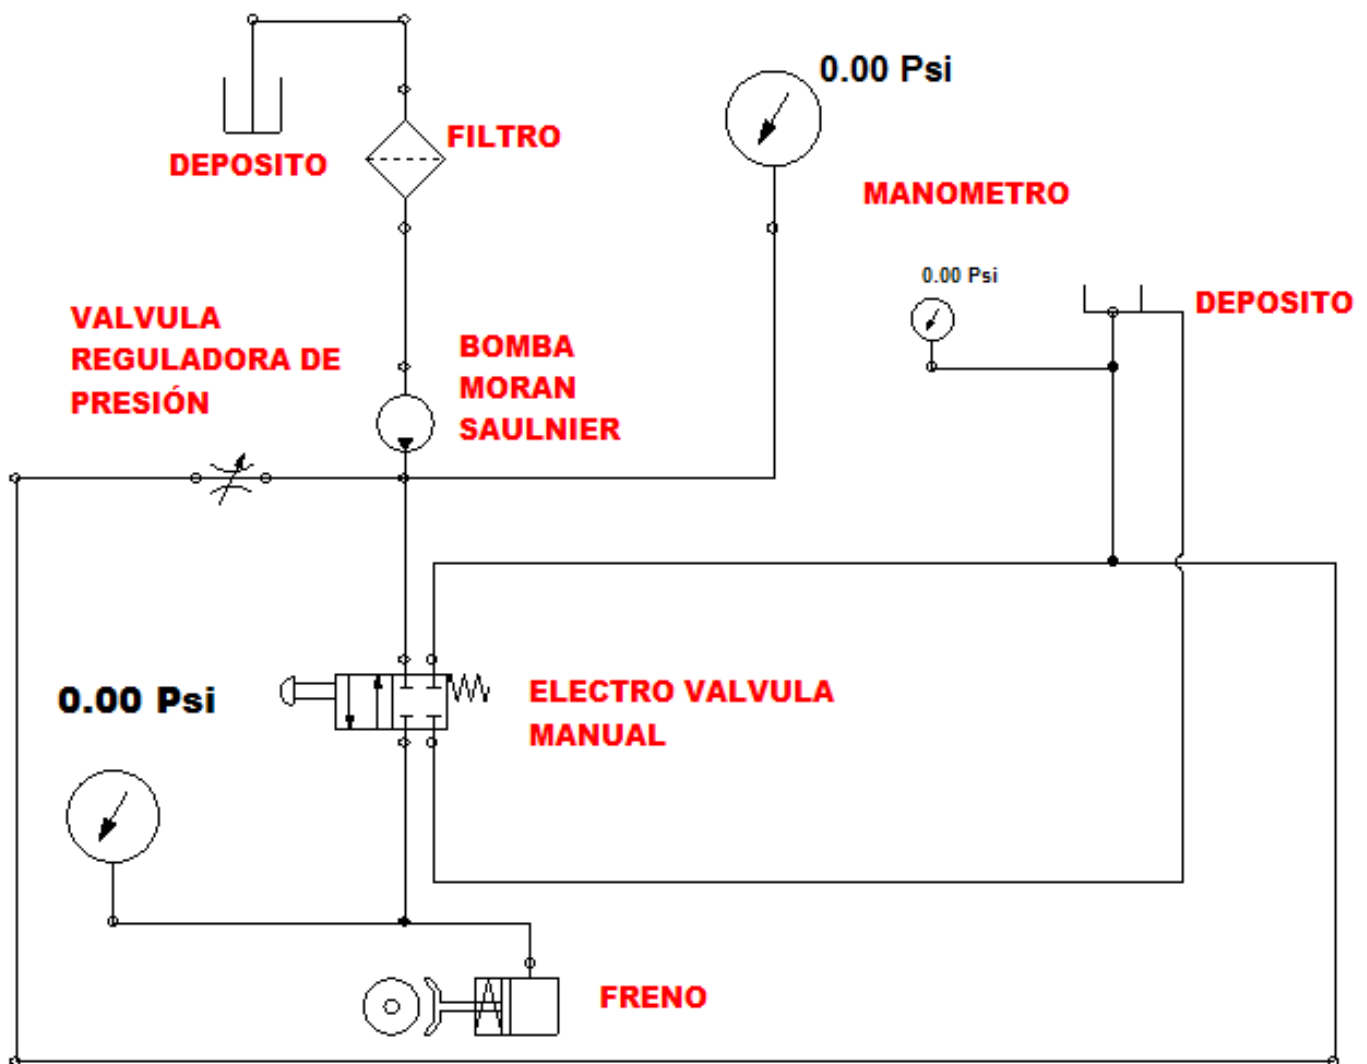 0.00 Psi
FILTRO
DEPOSITO
MANOMETRO
0.00 Psi
DEPOSITO
VALVULA
REGULADORA DE
PRESIÓN
BOMBA
MORAN
SAULNIER
0.00 Psi
ELECTRO VALVULA
MANUAL
FRENO